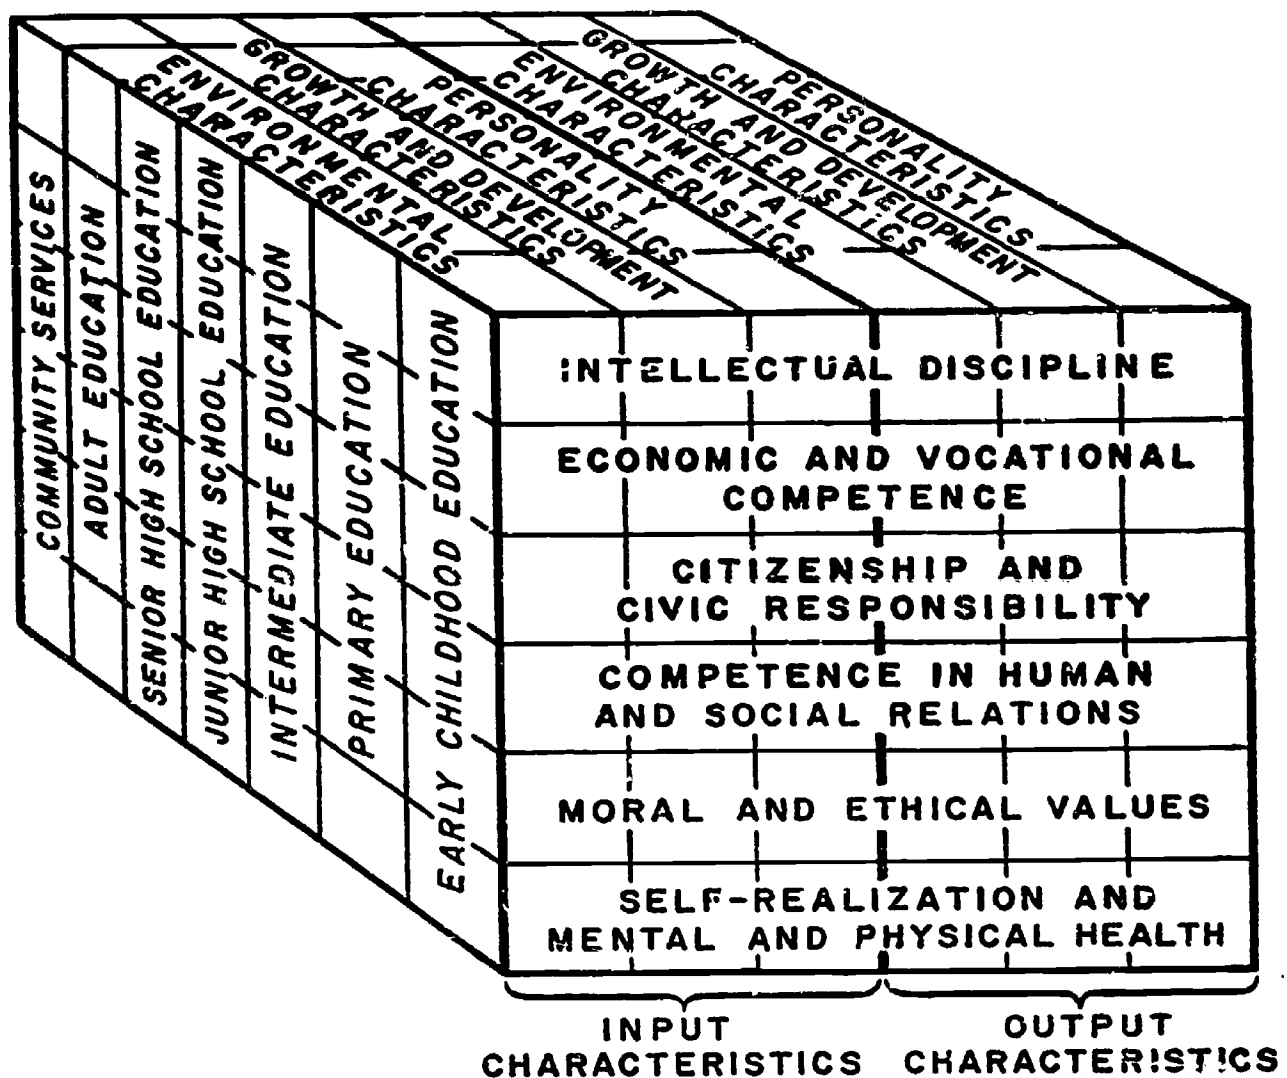 ENVIRONMENTAL
CHARACTERISTICS
GROWTH AND DEVELOPMENT
CHARACTERISTICS
PERSONALITY
CHARACTERISTICS
ENVIRONMENTAL
CHARACTERISTICS
GROWTH AND DEVELOPMENT
CHARACTERISTICS
PERSONALITY
CHARACTERISTICS
COMMUNITY SERVICES
ADULT EDUCATION
SENIOR HIGH SCHOOL EDUCATION
JUNIOR HIGH SCHOOL EDUCATION
INTERMEDIATE EDUCATION
PRIMARY EDUCATION
EARLY CHILDHOOD EDUCATION
INTELLECTUAL DISCIPLINE
ECONOMIC AND VOCATIONAL
COMPETENCE
CITIZENSHIP AND
CIVIC RESPONSIBILITY
COMPETENCE IN HUMAN
AND SOCIAL RELATIONS
MORAL AND ETHICAL VALUES
SELF-REALIZATION AND
MENTAL AND PHYSICAL HEALTH
INPUT
CHARACTERISTICS
OUTPUT
CHARACTERISTICS